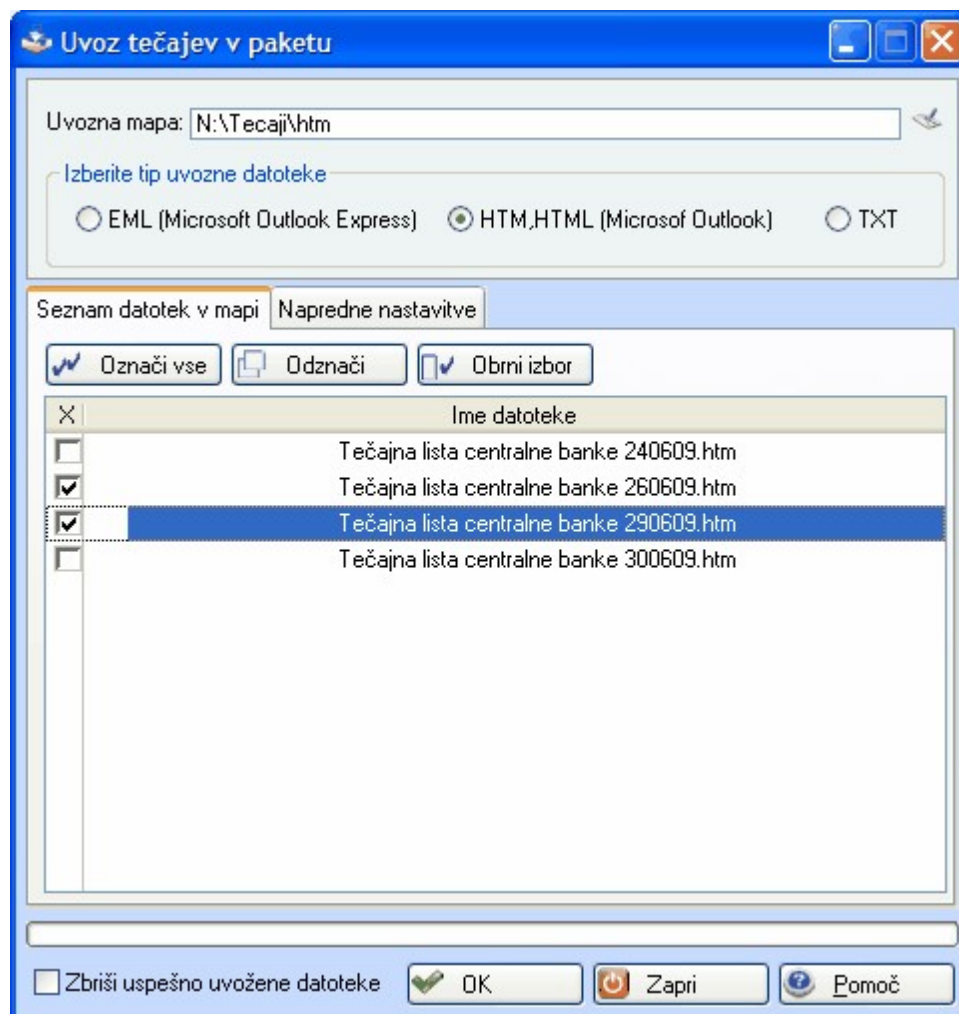 Uvoz tečajev v paketu
Uvozna mapa: N:\Tecaji\htm
Izberite tip uvozne datoteke
EML (Microsoft Outlook Express) HTM,HTML (Microsof Outlook) TXT
Seznam datotek v mapi Napredne nastavitve
Označi vse Odznači Obrni izbor
X Ime datoteke
Tečajna lista centralne banke 240609.htm
Tečajna lista centralne banke 260609.htm
Tečajna lista centralne banke 290609.htm
Tečajna lista centralne banke 300609.htm
Zbriši uspešno uvožene datoteke OK Zapri Pomoč